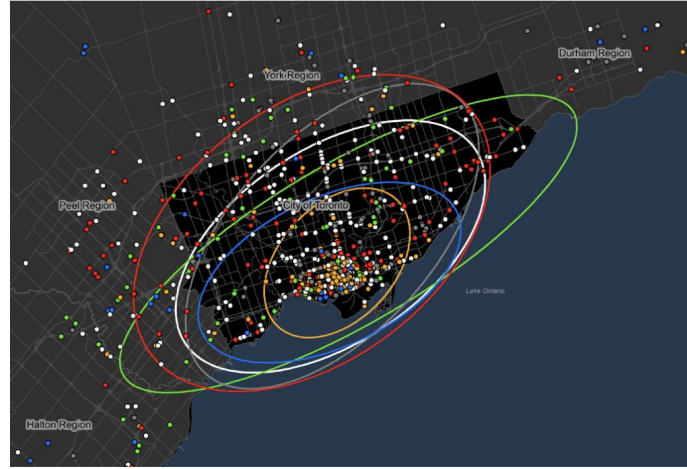 Durham Region
York Region
Peel Region
City of Toronto
Lake Ontario
Halton Region